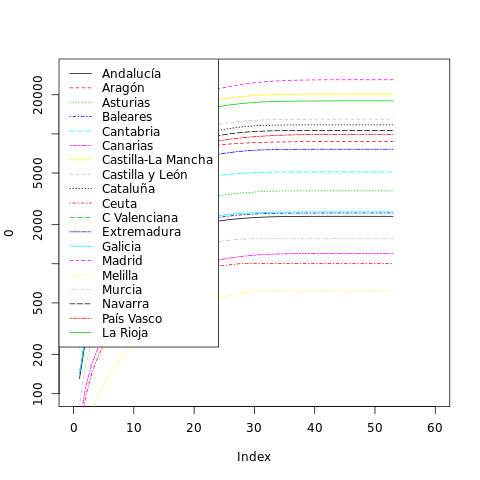 Andalucía
Aragón
Asturias
Baleares
Cantabria
Canarias
Castilla-La Mancha
Castilla y León
Cataluña
Ceuta
C Valenciana
Extremadura
Galicia
Madrid
Melilla
Murcia
Navarra
País Vasco
La Rioja
20000
5000
2000
500
200
100
0
0 10 20 30 40 50 60
Index